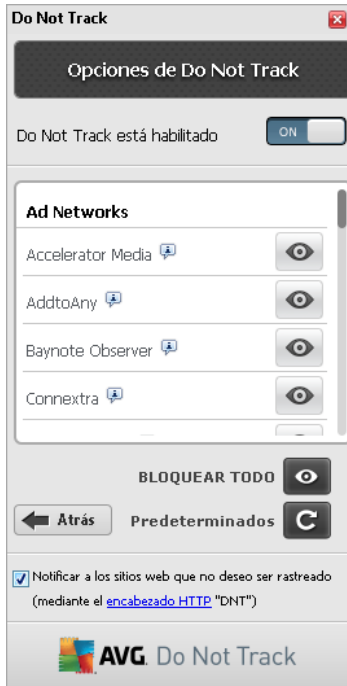 Do Not Track
Opciones de Do Not Track
Do Not Track está habilitado ON
Ad Networks
Accelerator Media
AddtoAny
Baynote Observer
Connextra
BLOQUEAR TODO
Atrás Predeterminados
Notificar a los sitios web que no deseo ser rastreado
(mediante el encabezado HTTP "DNT")
AVG. Do Not Track